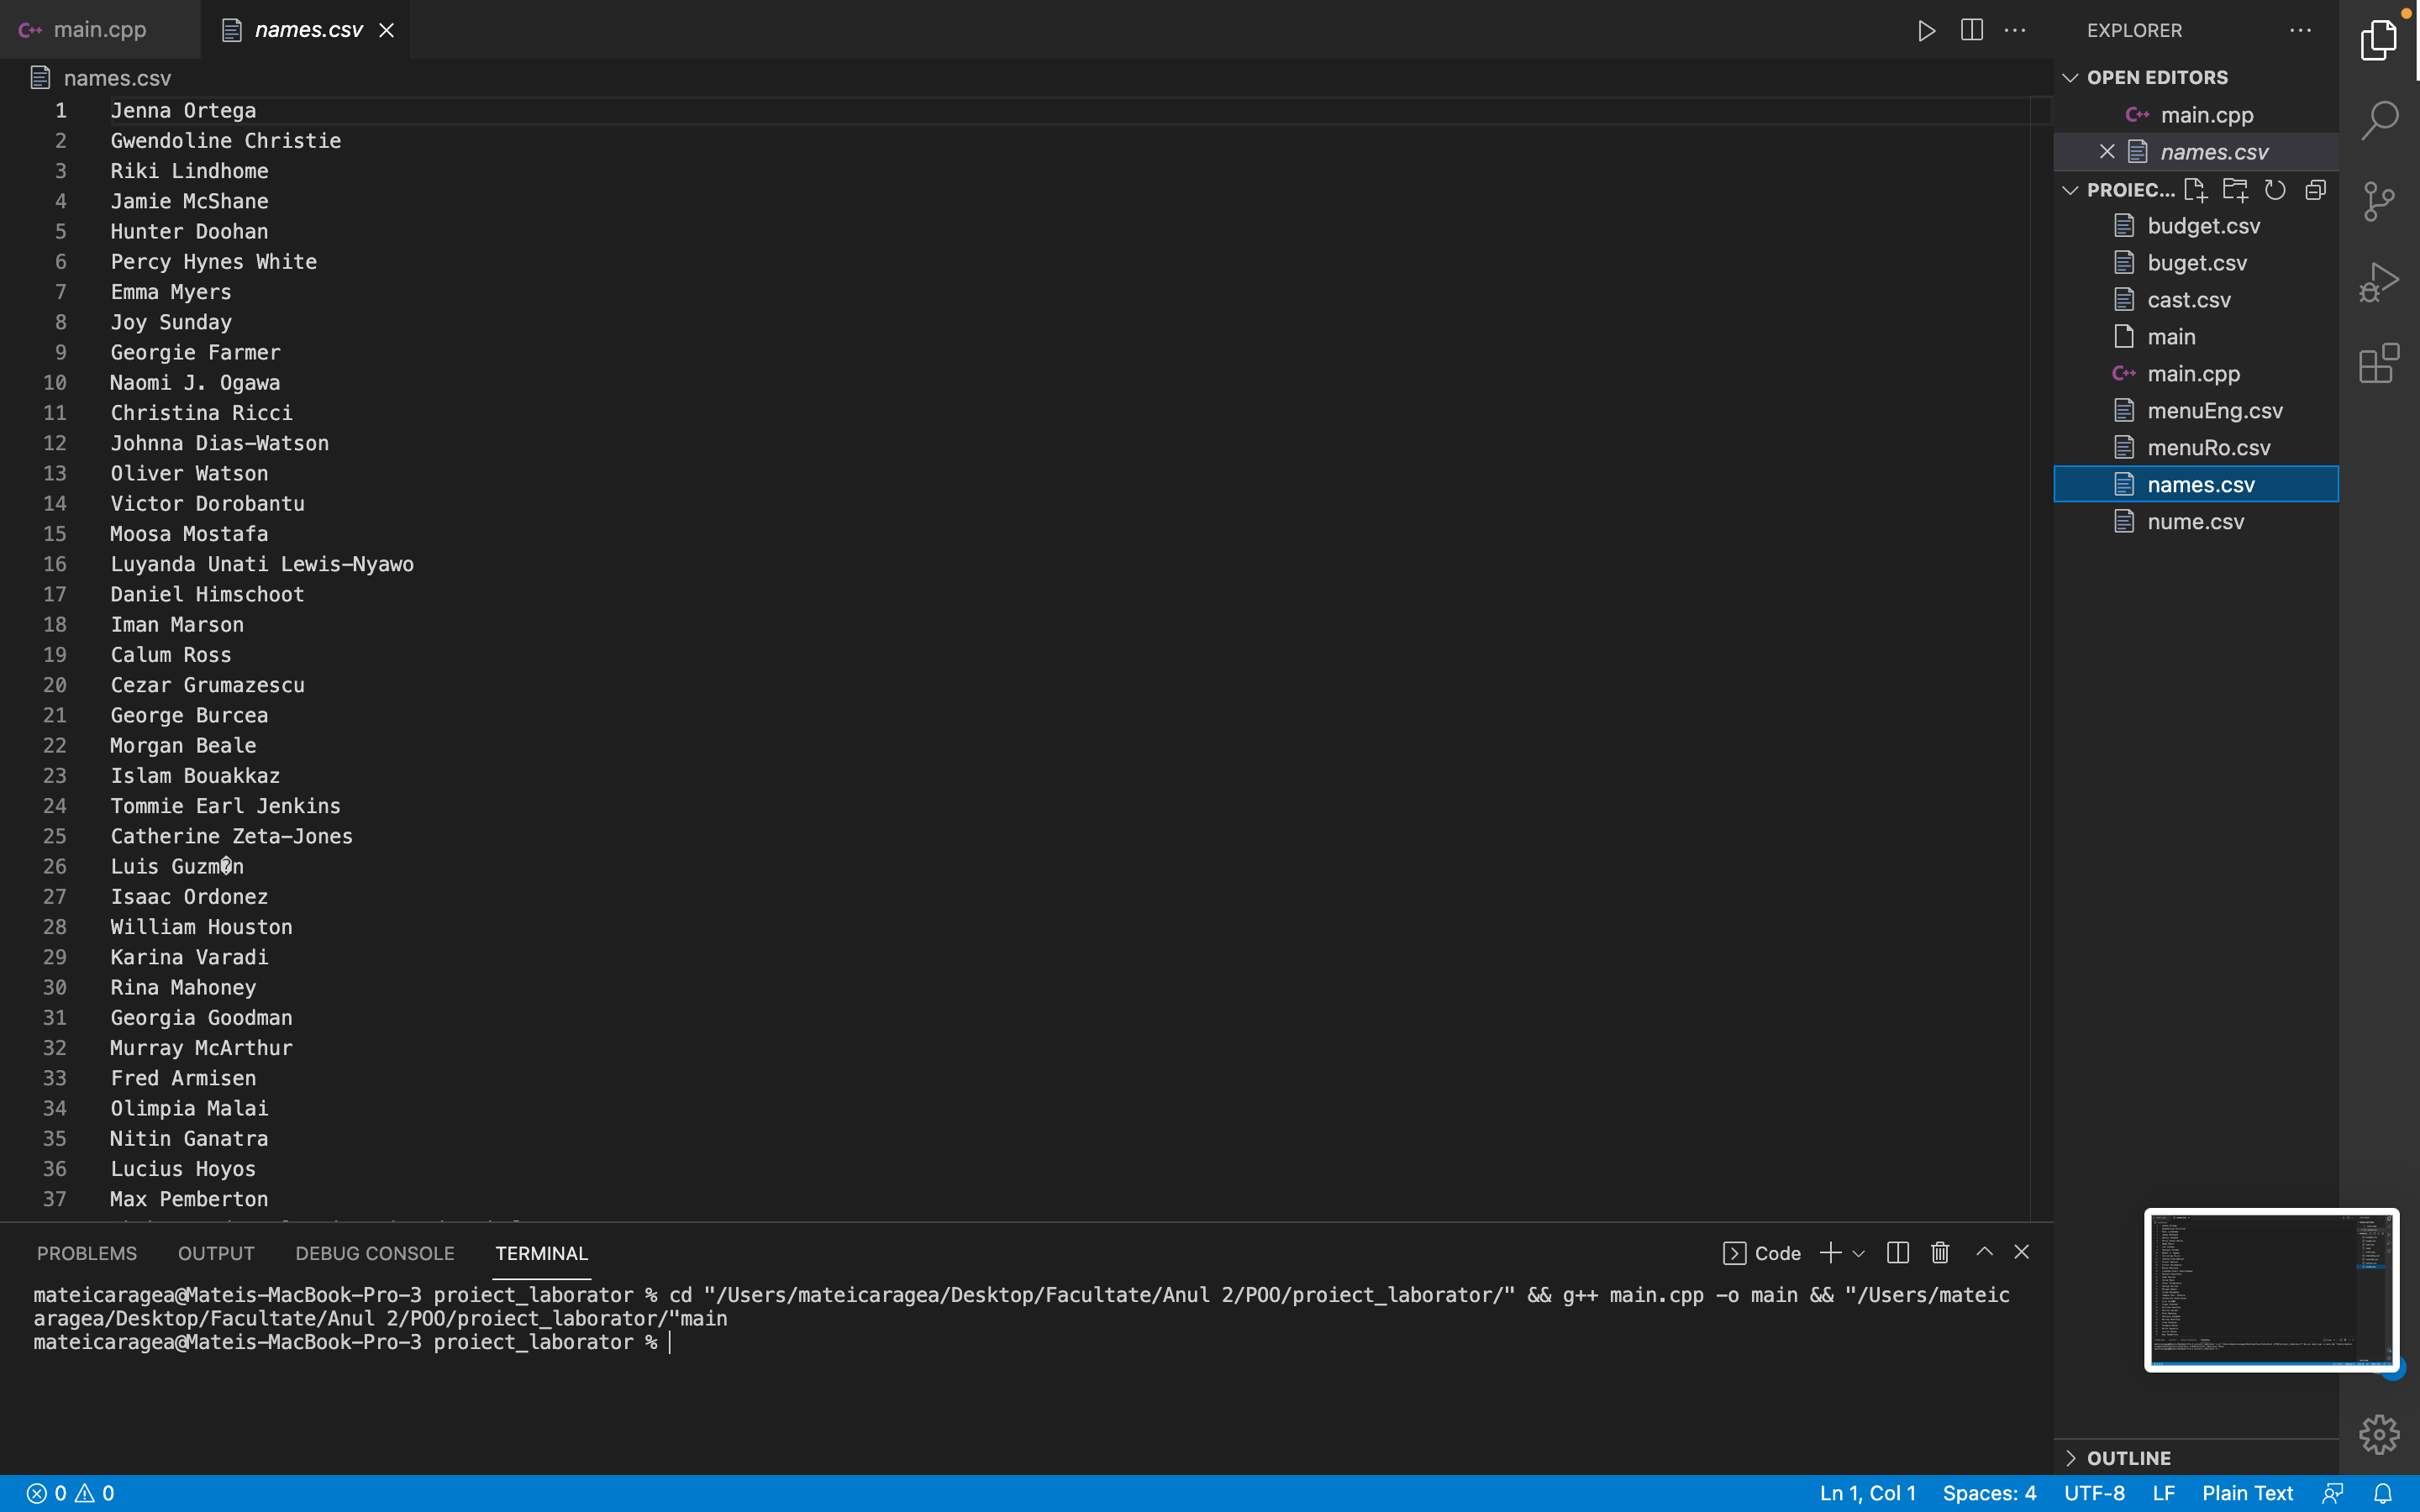 main.cpp
names.csv
names.csv
1 Jenna Ortega
2 Gwendoline Christie
3 Riki Lindhome
4 Jamie McShane
5 Hunter Doohan
6 Percy Hynes White
7 Emma Myers
8 Joy Sunday
9 Georgie Farmer
10 Naomi J. Ogawa
11 Christina Ricci
12 Johnna Dias-Watson
13 Oliver Watson
14 Victor Dorobantu
15 Moosa Mostafa
16 Luyanda Unati Lewis-Nyawo
17 Daniel Himschoot
18 Iman Marson
19 Calum Ross
20 Cezar Grumazescu
21 George Burcea
22 Morgan Beale
23 Islam Bouakkaz
24 Tommie Earl Jenkins
25 Catherine Zeta-Jones
26 Luis Guzm�n
27 Isaac Ordonez
28 William Houston
29 Karina Varadi
30 Rina Mahoney
31 Georgia Goodman
32 Murray McArthur
33 Fred Armisen
34 Olimpia Malai
35 Nitin Ganatra
36 Lucius Hoyos
37 Max Pemberton
PROBLEMS OUTPUT DEBUG CONSOLE TERMINAL
Code
mateicaragea@Mateis-MacBook-Pro-3 proiect_laborator % cd "/Users/mateicaragea/Desktop/Facultate/Anul 2/POO/proiect_laborator/" && g++ main.cpp -o main && "/Users/mateic
aragea/Desktop/Facultate/Anul 2/POO/proiect_laborator/"main
mateicaragea@Mateis-MacBook-Pro-3 proiect_laborator %
EXPLORER
OPEN EDITORS
C++ main.cpp
names.csv
PROIEC...
budget.csv
buget.csv
cast.csv
main
C++ main.cpp
menuEng.csv
menuRo.csv
names.csv
nume.csv
OUTLINE
0 0
Ln 1, Col 1 Spaces: 4 UTF-8 LF Plain Text